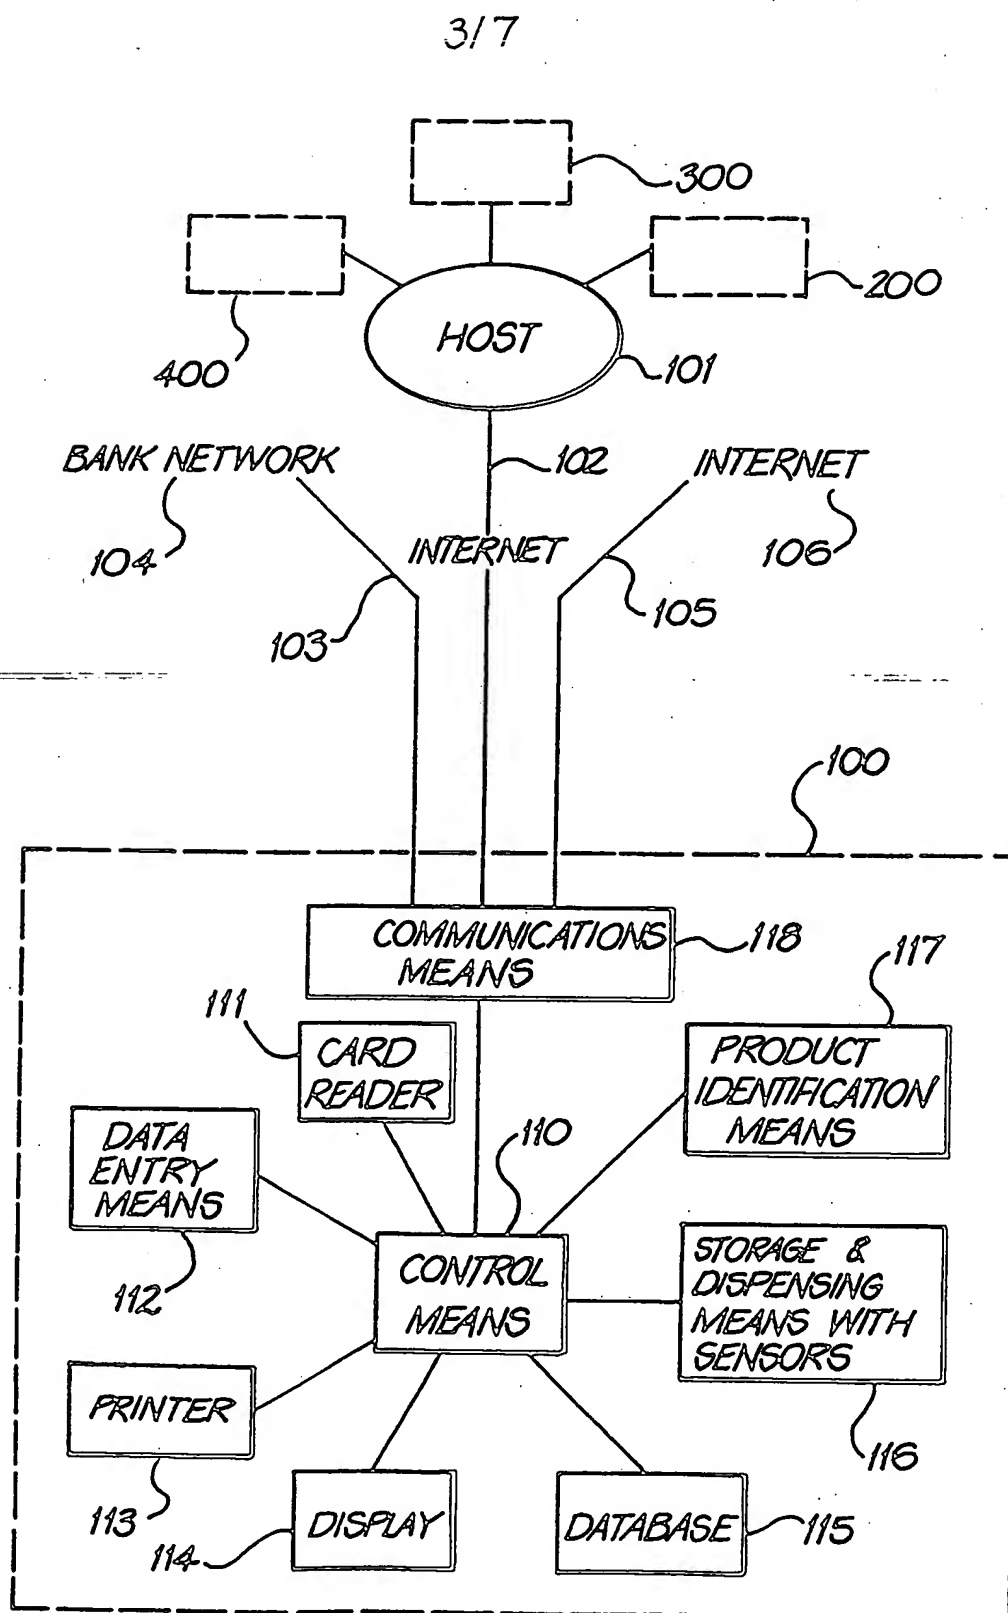 3/7
300
200
400
HOST
101
BANK NETWORK
102
INTERNET
104
INTERNET
106
103
105
100
COMMUNICATIONS
MEANS
118
117
111
CARD
READER
PRODUCT
IDENTIFICATION
MEANS
110
DATA
ENTRY
MEANS
112
CONTROL
MEANS
STORAGE &
DISPENSING
MEANS WITH
SENSORS
PRINTER
116
113
DISPLAY
114
DATABASE
115